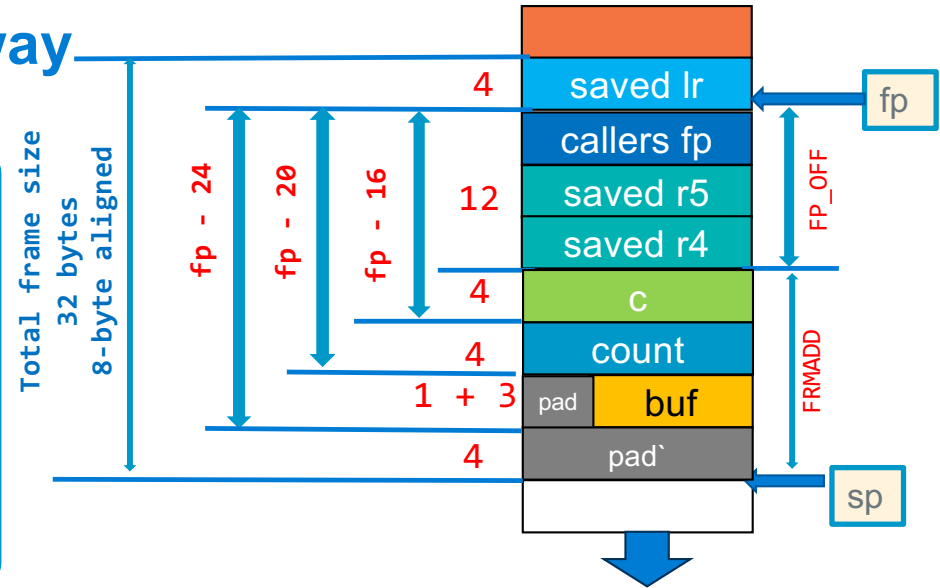 vay
Total frame size
32 bytes
8-byte aligned
fp - 24
fp - 20
fp - 16
4
12
4
4
1 + 3
4
saved lr
callers fp
saved r5
saved r4
c
count
pad
buf
pad`
fp
FP_OFF
FRMADD
sp